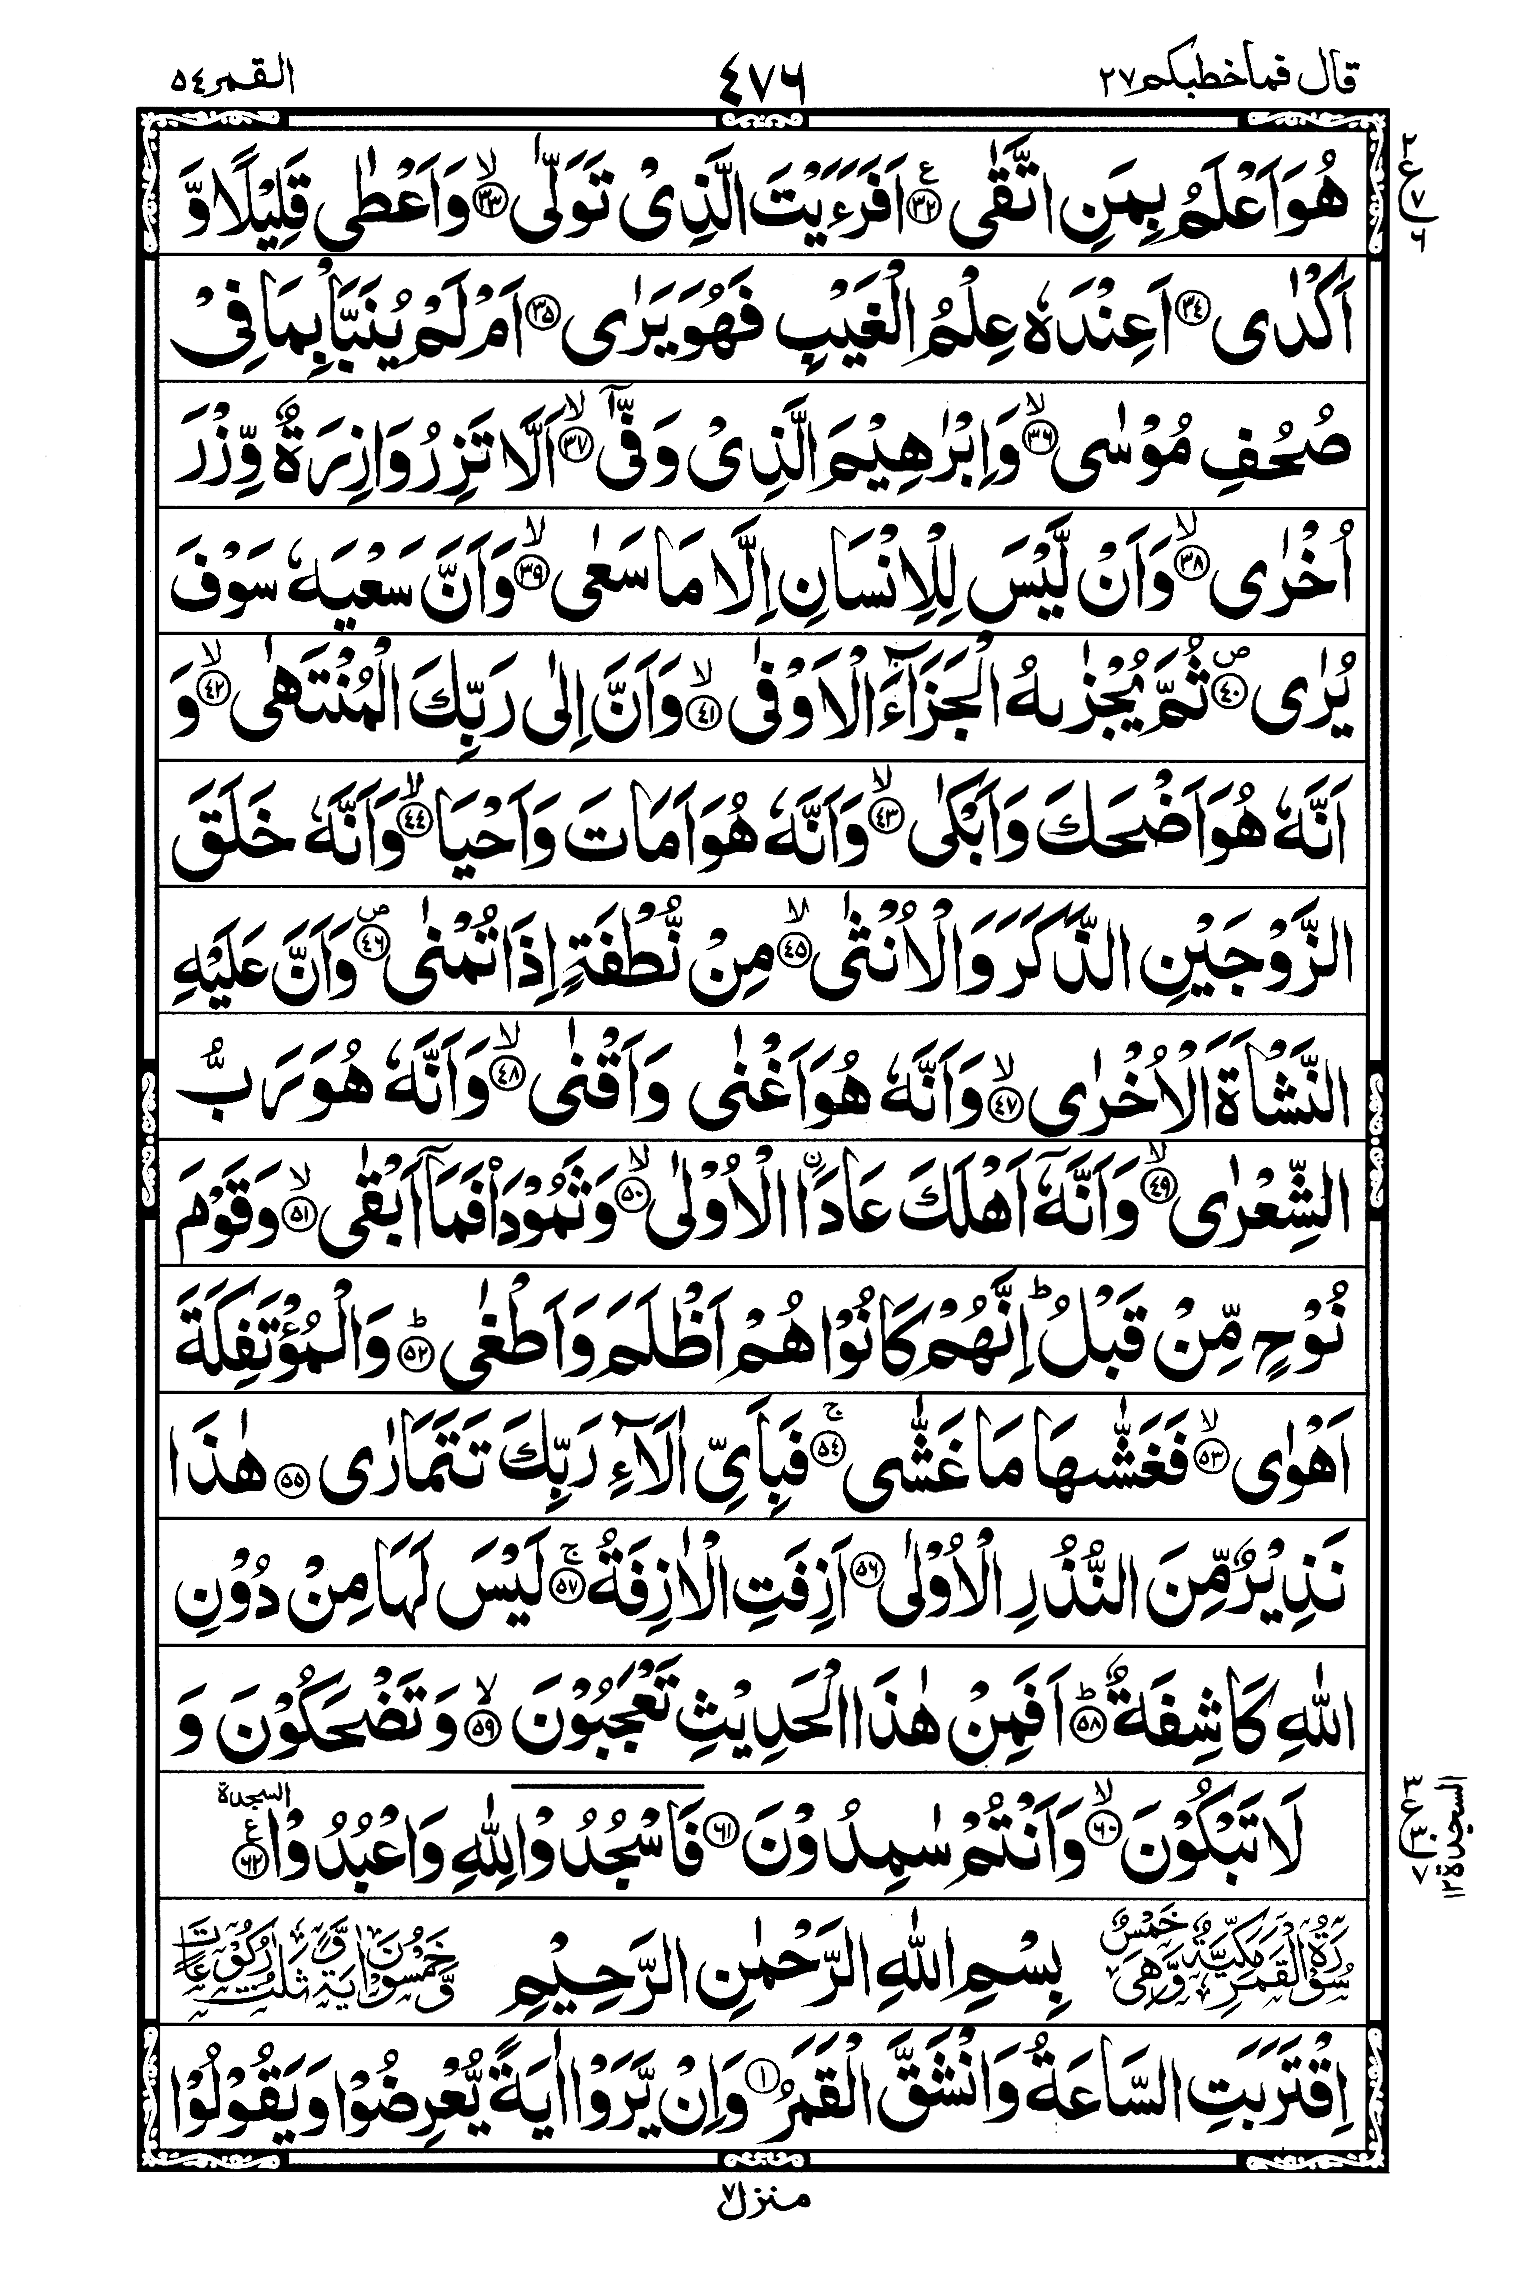 قال فماخطبكم ٢٧
٤٧٦
القمر ٥٤
هُوَ اَعْلَمُ بِمَنِ اتَّقٰى ﴿٣٢﴾ ع اَفَرَءَيْتَ الَّذِىْ تَوَلّٰى ﴿٣٣﴾ ۙ وَاَعْطٰى قَلِيْلًا وَّ
اَكْدٰى ﴿٣٤﴾ اَعِنْدَهٗ عِلْمُ الْغَيْبِ فَهُوَ يَرٰى ﴿٣٥﴾ اَمْ لَمْ يُنَبَّاْ بِمَا فِىْ
صُحُفِ مُوْسٰى ﴿٣٦﴾ ۙ وَاِبْرٰهِيْمَ الَّذِىْ وَفّٰٓى ﴿٣٧﴾ ۙ اَلَّا تَزِرُ وَازِرَةٌ وِّزْرَ
اُخْرٰى ﴿٣٨﴾ ۙ وَاَنْ لَّيْسَ لِلْاِنْسَانِ اِلَّا مَا سَعٰى ﴿٣٩﴾ ۙ وَاَنَّ سَعْيَهٗ سَوْفَ
يُرٰى ﴿٤٠﴾ ص ثُمَّ يُجْزٰىهُ الْجَزَآءَ الْاَوْفٰى ﴿٤١﴾ ۙ وَاَنَّ اِلٰى رَبِّكَ الْمُنْتَهٰى ﴿٤٢﴾ ۙ وَ
اَنَّهٗ هُوَ اَضْحَكَ وَاَبْكٰى ﴿٤٣﴾ ۙ وَاَنَّهٗ هُوَ اَمَاتَ وَاَحْيَا ﴿٤٤﴾ ۙ وَاَنَّهٗ خَلَقَ
الزَّوْجَيْنِ الذَّكَرَ وَالْاُنْثٰى ﴿٤٥﴾ ۙ مِنْ نُّطْفَةٍ اِذَا تُمْنٰى ﴿٤٦﴾ ص وَاَنَّ عَلَيْهِ
النَّشْاَةَ الْاُخْرٰى ﴿٤٧﴾ ۙ وَاَنَّهٗ هُوَ اَغْنٰى وَاَقْنٰى ﴿٤٨﴾ ۙ وَاَنَّهٗ هُوَ رَبُّ
الشِّعْرٰى ﴿٤٩﴾ ۙ وَاَنَّهٗٓ اَهْلَكَ عَادَا ۨ الْاُوْلٰى ﴿٥٠﴾ ۙ وَثَمُوْدَا۟ فَمَآ اَبْقٰى ﴿٥١﴾ ۙ وَقَوْمَ
نُوْحٍ مِّنْ قَبْلُ ؕ اِنَّهُمْ كَانُوْا هُمْ اَظْلَمَ وَاَطْغٰى ﴿٥٢﴾ ؕ وَالْمُؤْتَفِكَةَ
اَهْوٰى ﴿٥٣﴾ ۙ فَغَشّٰىهَا مَا غَشّٰى ﴿٥٤﴾ ۚ فَبِاَىِّ اٰلَآءِ رَبِّكَ تَتَمَارٰى ﴿٥٥﴾ هٰذَا
نَذِيْرٌ مِّنَ النُّذُرِ الْاُوْلٰى ﴿٥٦﴾ اَزِفَتِ الْاٰزِفَةُ ﴿٥٧﴾ ۚ لَيْسَ لَهَا مِنْ دُوْنِ
اللّٰهِ كَاشِفَةٌ ﴿٥٨﴾ ؕ اَفَمِنْ هٰذَا الْحَدِيْثِ تَعْجَبُوْنَ ﴿٥٩﴾ ۙ وَتَضْحَكُوْنَ وَ
لَا تَبْكُوْنَ ﴿٦٠﴾ ۙ وَاَنْتُمْ سٰمِدُوْنَ ﴿٦١﴾ فَاسْجُدُوْا لِلّٰهِ وَاعْبُدُوْا ﴿٦٢﴾ ع السجدة
سُوْرَةُ الْقَمَرِ مَكِّيَّةٌ وَّهِىَ خَمْسٌ بِسْمِ اللّٰهِ الرَّحْمٰنِ الرَّحِيْمِ وَّخَمْسُوْنَ اٰيَةً وَّثَلٰثُ رُكُوْعَاتٍ
اِقْتَرَبَتِ السَّاعَةُ وَانْشَقَّ الْقَمَرُ ﴿١﴾ وَاِنْ يَّرَوْا اٰيَةً يُّعْرِضُوْا وَيَقُوْلُوْا
٢ ع ٧ ٦
٣ ع ٣٠ ٧
السجدة ١٢
منزل ٧